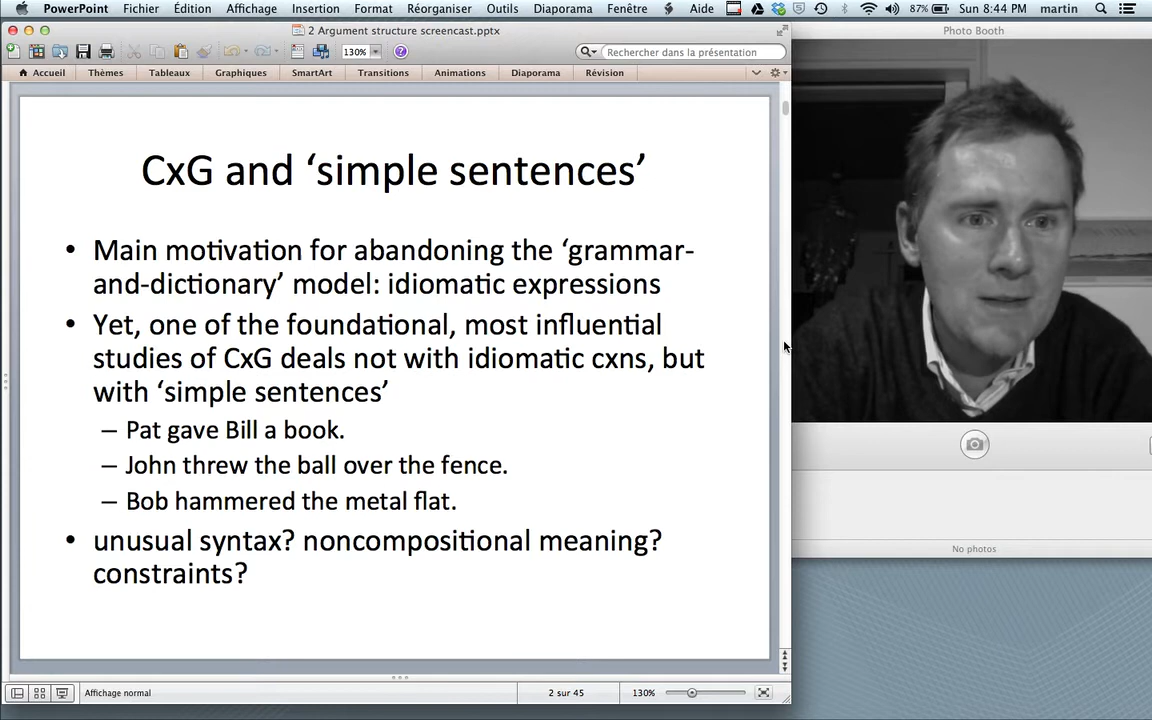 PowerPoint Fichier Édition Affichage Insertion Format Réorganiser Outils Diaporama Fenêtre Aide 87% Sun 8:44 PM martin
2 Argument structure screencast.pptx
Photo Booth
130%
Rechercher dans la présentation
Accueil Thèmes Tableaux Graphiques SmartArt Transitions Animations Diaporama Révision
CxG and ‘simple sentences’
• Main motivation for abandoning the ‘grammar-
and-dictionary’ model: idiomatic expressions
• Yet, one of the foundational, most influential
studies of CxG deals not with idiomatic cxns, but
with ‘simple sentences’
– Pat gave Bill a book.
– John threw the ball over the fence.
– Bob hammered the metal flat.
• unusual syntax? noncompositional meaning?
constraints?
No photos
Affichage normal 2 sur 45 130%